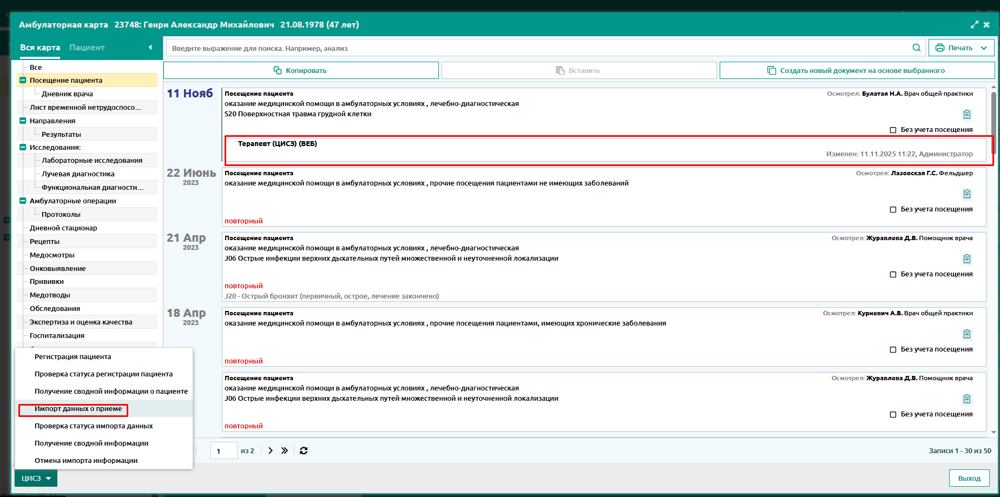 Амбулаторная карта 23748: Генри Александр Михайлович 21.08.1978 (47 лет)
Вся карта Пациент
Введите выражение для поиска. Например, анализ
Печать
Копировать
Вставить
Создать новый документ на основе выбранного
Все
Посещение пациента
Дневник врача
Лист временной нетрудоспосо...
Направления
Результаты
Исследования:
Лабораторные исследования
Лучевая диагностика
Функциональная диагности...
Амбулаторные операции
Протоколы
Дневной стационар
Рецепты
Медосмотры
Онковыявление
Прививки
Медотводы
Обследования
Экспертиза и оценка качества
Госпитализация
Регистрация пациента
Проверка статуса регистрации пациента
Получение сводной информации о пациенте
Импорт данных о приеме
Проверка статуса импорта данных
Получение сводной информации
Отмена импорта информации
ЦИСЗ
11 Нояб
Посещение пациента
Осмотрел: Булатая Н.А. Врач общей практики
оказание медицинской помощи в амбулаторных условиях , лечебно-диагностическая
S20 Поверхностная травма грудной клетки
Без учета посещения
Терапевт (ЦИСЗ) (ВЕБ)
Изменен: 11.11.2025 11:22, Администратор
22 Июнь
2023
Посещение пациента
Осмотрел: Лазовская Г.С. Фельдшер
оказание медицинской помощи в амбулаторных условиях , прочие посещения пациентами не имеющих заболеваний
Без учета посещения
повторный
21 Апр
2023
Посещение пациента
Осмотрел: Журавлева Д.В. Помощник врача
оказание медицинской помощи в амбулаторных условиях , лечебно-диагностическая
J06 Острые инфекции верхних дыхательных путей множественной и неуточненной локализации
Без учета посещения
повторный
J20 - Острый бронхит (первичный, острое, лечение закончено)
18 Апр
2023
Посещение пациента
Осмотрел: Курневич А.В. Врач общей практики
оказание медицинской помощи в амбулаторных условиях , прочие посещения пациентами, имеющих хронические заболевания
Без учета посещения
повторный
Посещение пациента
Осмотрел: Журавлева Д.В. Помощник врача
оказание медицинской помощи в амбулаторных условиях , лечебно-диагностическая
J06 Острые инфекции верхних дыхательных путей множественной и неуточненной локализации
Без учета посещения
повторный
1 из 2
Записи 1 - 30 из 50
Выход